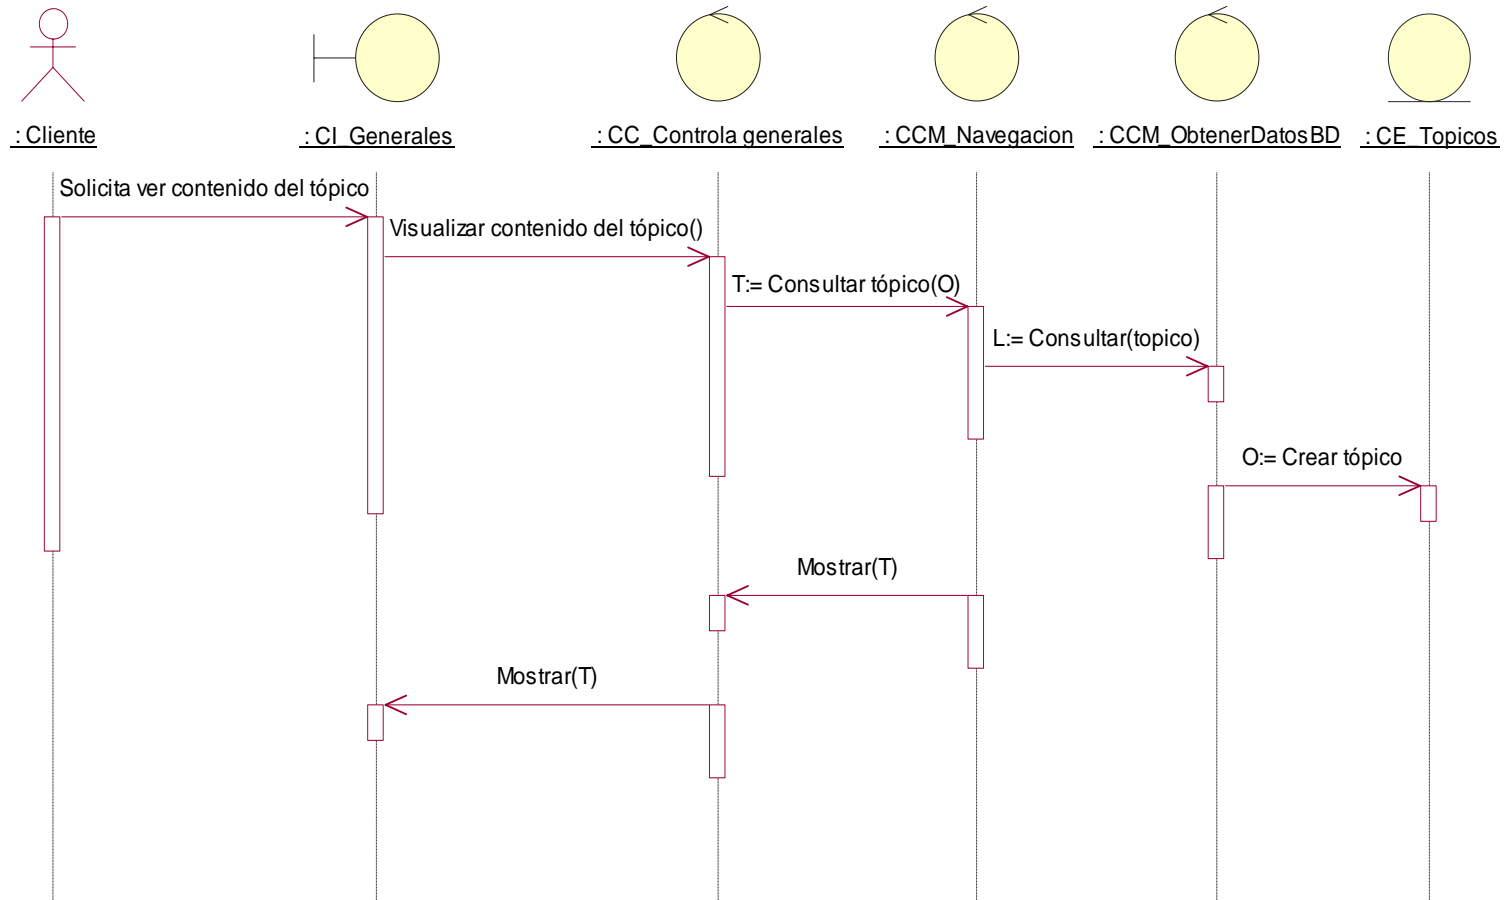 : Cliente
: CI_Generales
: CC_Controla generales
: CCM_Navegacion
: CCM_ObtenerDatosBD
: CE_Topicos
Solicita ver contenido del tópico
Visualizar contenido del tópico()
T:= Consultar tópico(O)
L:= Consultar(topico)
O:= Crear tópico
Mostrar(T)
Mostrar(T)